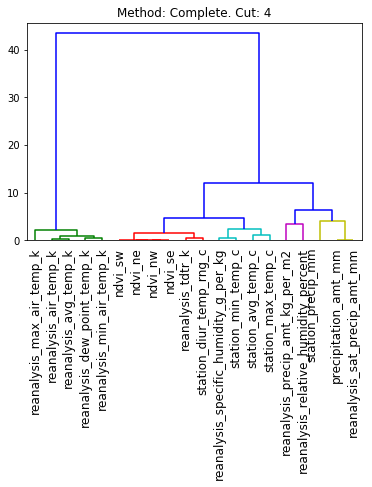 Method: Complete. Cut: 4
40
30
20
10
0
reanalysis_max_air_temp_k
reanalysis_air_temp_k
reanalysis_avg_temp_k
reanalysis_dew_point_temp_k
reanalysis_min_air_temp_k
ndvi_sw
ndvi_ne
ndvi_nw
ndvi_se
reanalysis_tdtr_k
station_diur_temp_rng_c
reanalysis_specific_humidity_g_per_kg
station_min_temp_c
station_avg_temp_c
station_max_temp_c
reanalysis_precip_amt_kg_per_m2
reanalysis_relative_humidity_percent
station_precip_mm
precipitation_amt_mm
reanalysis_sat_precip_amt_mm